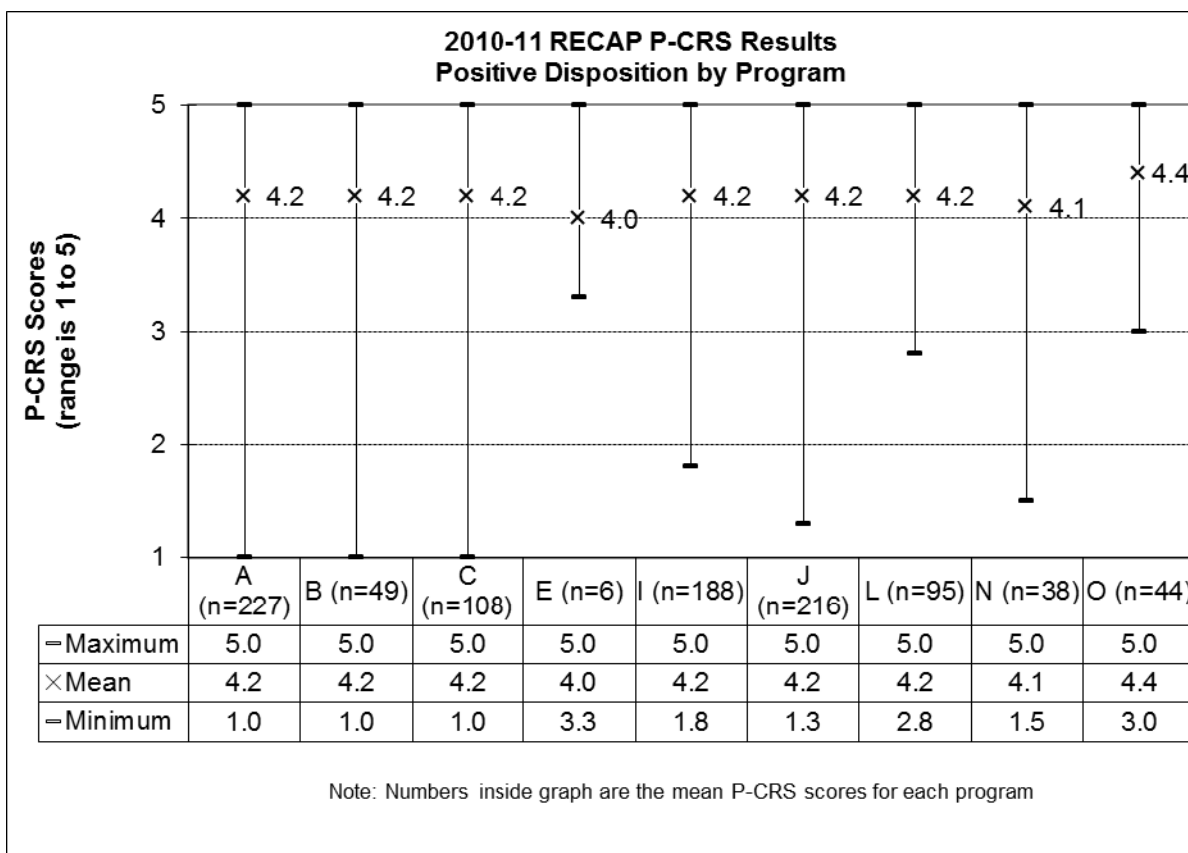 2010-11 RECAP P-CRS Results
Positive Disposition by Program
P-CRS Scores
(range is 1 to 5)
5
4
3
2
1
4.2
4.2
4.2
4.0
4.2
4.2
4.2
4.1
4.4
A (n=227) B (n=49) C (n=108) E (n=6) I (n=188) J (n=216) L (n=95) N (n=38) O (n=44)
Maximum 5.0 5.0 5.0 5.0 5.0 5.0 5.0 5.0 5.0
×Mean 4.2 4.2 4.2 4.0 4.2 4.2 4.2 4.1 4.4
Minimum 1.0 1.0 1.0 3.3 1.8 1.3 2.8 1.5 3.0
Note: Numbers inside graph are the mean P-CRS scores for each program